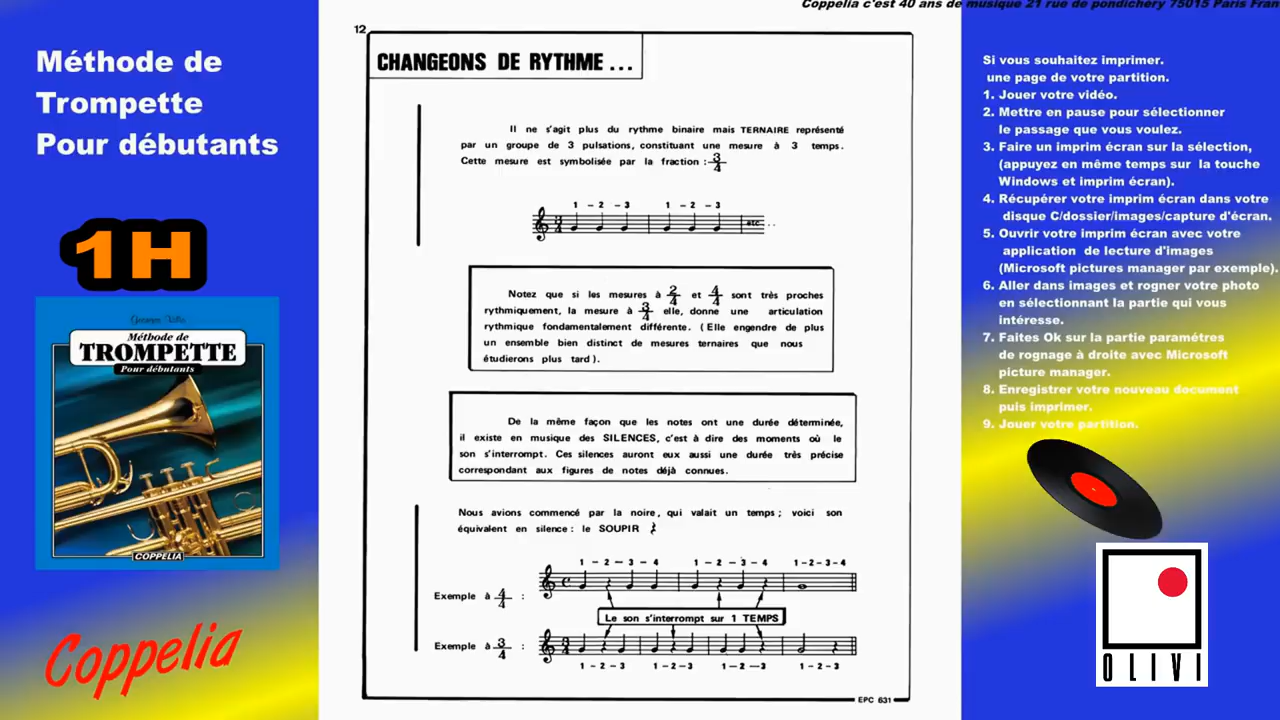 Coppelia c'est 40 ans de musique 21 rue de pondichéry 75015 Paris Fran
Méthode de
Trompette
Pour débutants
1H
Giuseppe Villa
Méthode de
TROMPETTE
Pour débutants
COPPELIA
Coppelia
12
CHANGEONS DE RYTHME ...
Il ne s'agit plus du rythme binaire mais TERNAIRE représenté
par un groupe de 3 pulsations, constituant une mesure à 3 temps.
Cette mesure est symbolisée par la fraction : 3/4
1 - 2 - 3 1 - 2 - 3
3/4 etc...
Notez que si les mesures à 2/4 et 4/4 sont très proches
rythmiquement, la mesure à 3/4 elle, donne une articulation
rythmique fondamentalement différente. ( Elle engendre de plus
un ensemble bien distinct de mesures ternaires que nous
étudierons plus tard ).
De la même façon que les notes ont une durée déterminée,
il existe en musique des SILENCES, c'est à dire des moments où le
son s'interrompt. Ces silences auront eux aussi une durée très précise
correspondant aux figures de notes déjà connues.
Nous avions commencé par la noire, qui valait un temps ; voici son
équivalent en silence : le SOUPIR
1 - 2 - 3 - 4 1 - 2 - 3 - 4 1 - 2 - 3 - 4
Exemple à 4/4 :
Le son s'interrompt sur 1 TEMPS
Exemple à 3/4 : 3/4
1 - 2 - 3 1 - 2 - 3 1 - 2 - 3 1 - 2 - 3
EPC 631
Si vous souhaitez imprimer.
une page de votre partition.
1. Jouer votre vidéo.
2. Mettre en pause pour sélectionner
le passage que vous voulez.
3. Faire un imprim écran sur la sélection,
(appuyez en même temps sur la touche
Windows et imprim écran).
4. Récupérer votre imprim écran dans votre
disque C/dossier/images/capture d'écran.
5. Ouvrir votre imprim écran avec votre
application de lecture d'images
(Microsoft pictures manager par exemple).
6. Aller dans images et rogner votre photo
en sélectionnant la partie qui vous
intéresse.
7. Faites Ok sur la partie paramétres
de rognage à droite avec Microsoft
picture manager.
8. Enregistrer votre nouveau document
puis imprimer.
9. Jouer votre partition.
OLIVI